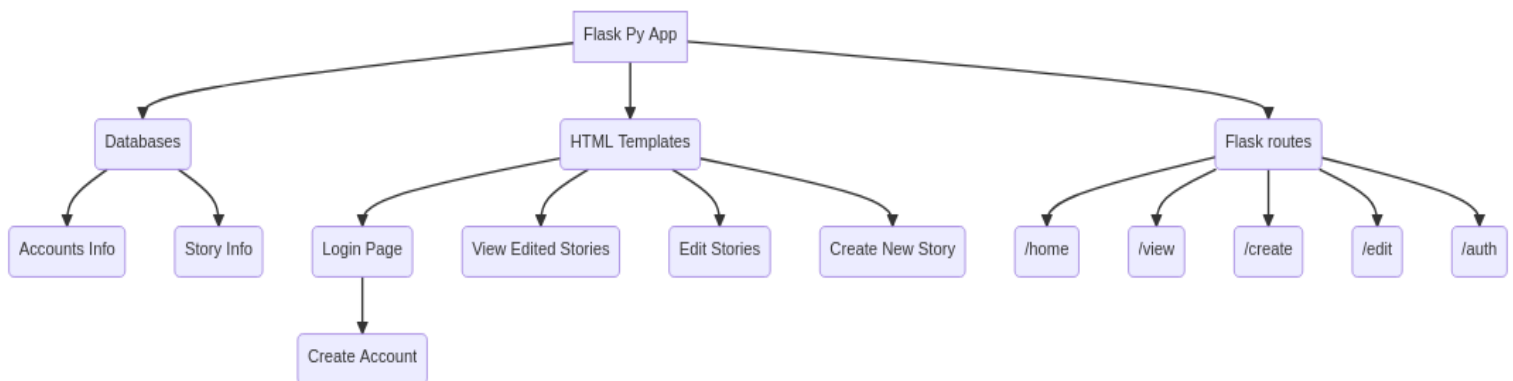 Flask Py App
Databases
HTML Templates
Flask routes
Accounts Info
Story Info
Login Page
View Edited Stories
Edit Stories
Create New Story
/home
/view
/create
/edit
/auth
Create Account